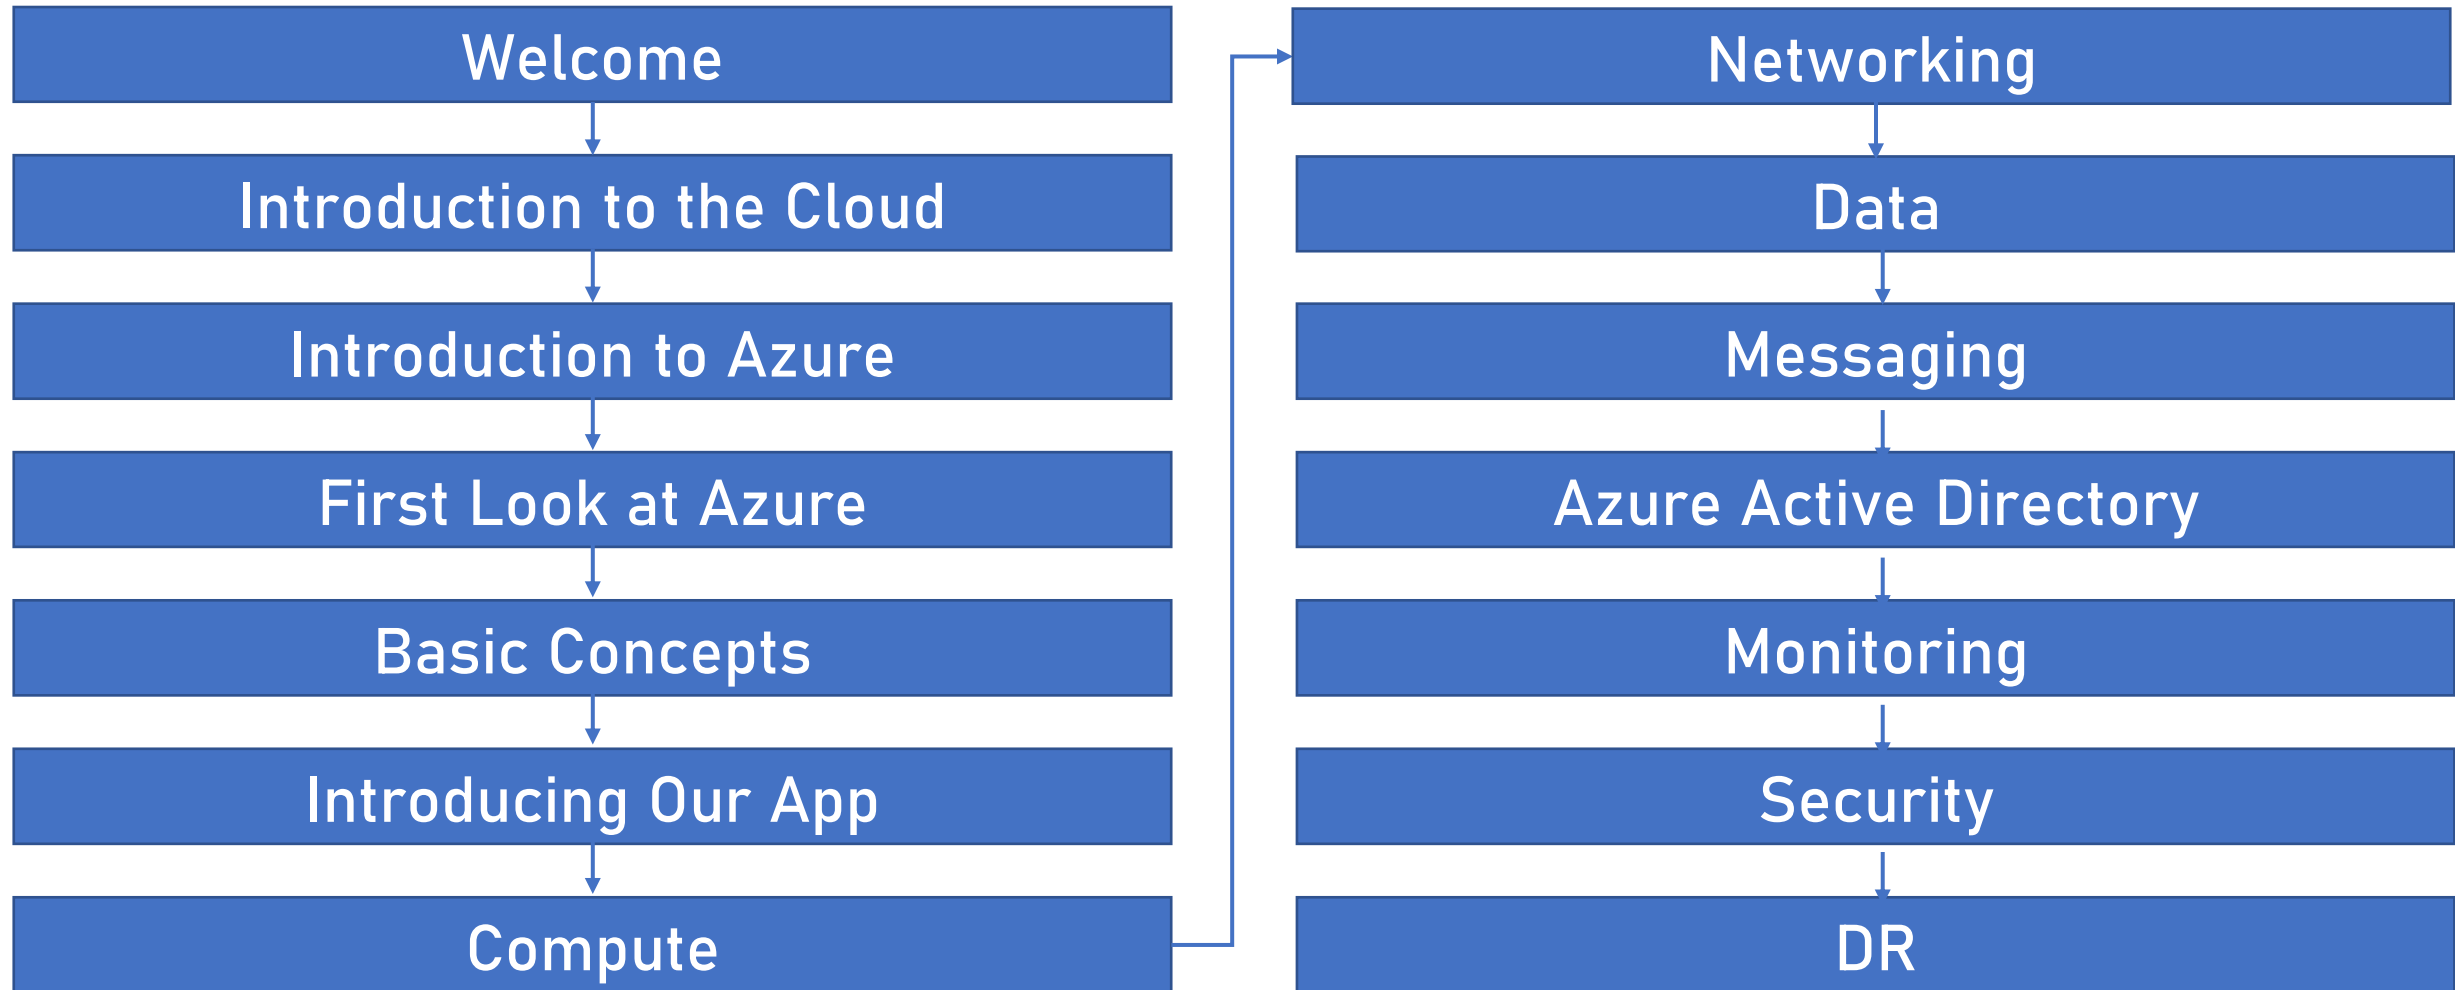 Welcome
Introduction to the Cloud
Introduction to Azure
First Look at Azure
Basic Concepts
Introducing Our App
Compute
Networking
Data
Messaging
Azure Active Directory
Monitoring
Security
DR